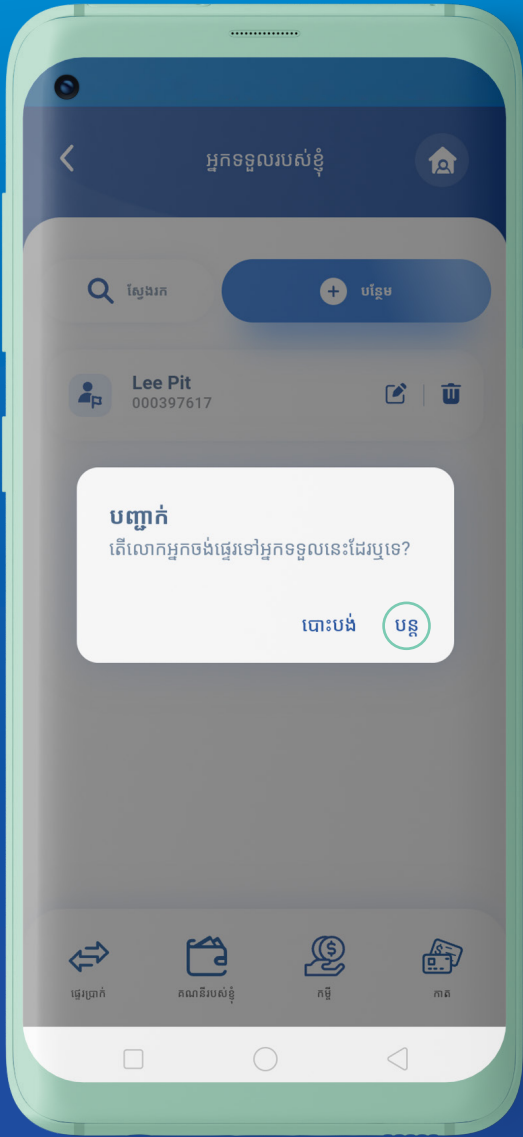 អ្នកទទួលរបស់ខ្ញុំ
ស្វែងរក
បន្ថែម
Lee Pit
000397617
បញ្ជាក់
តើលោកអ្នកចង់ផ្ទេរទៅអ្នកទទួលនេះដែរឬទេ?
បោះបង់
បន្ត
ផ្ទេរប្រាក់
គណនីរបស់ខ្ញុំ
កម្ចី
កាត